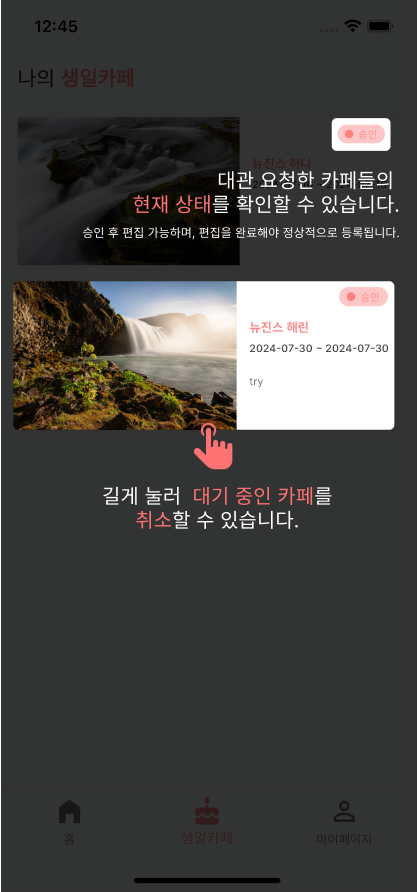 12:45
나의 생일카페
승인
뉴진스 하니
대관 요청한 카페들의
현재 상태를 확인할 수 있습니다.
승인 후 편집 가능하며, 편집을 완료해야 정상적으로 등록됩니다.
승인
뉴진스 해린
2024-07-30 ~ 2024-07-30
try
길게 눌러 대기 중인 카페를
취소할 수 있습니다.
홈
생일카페
마이페이지